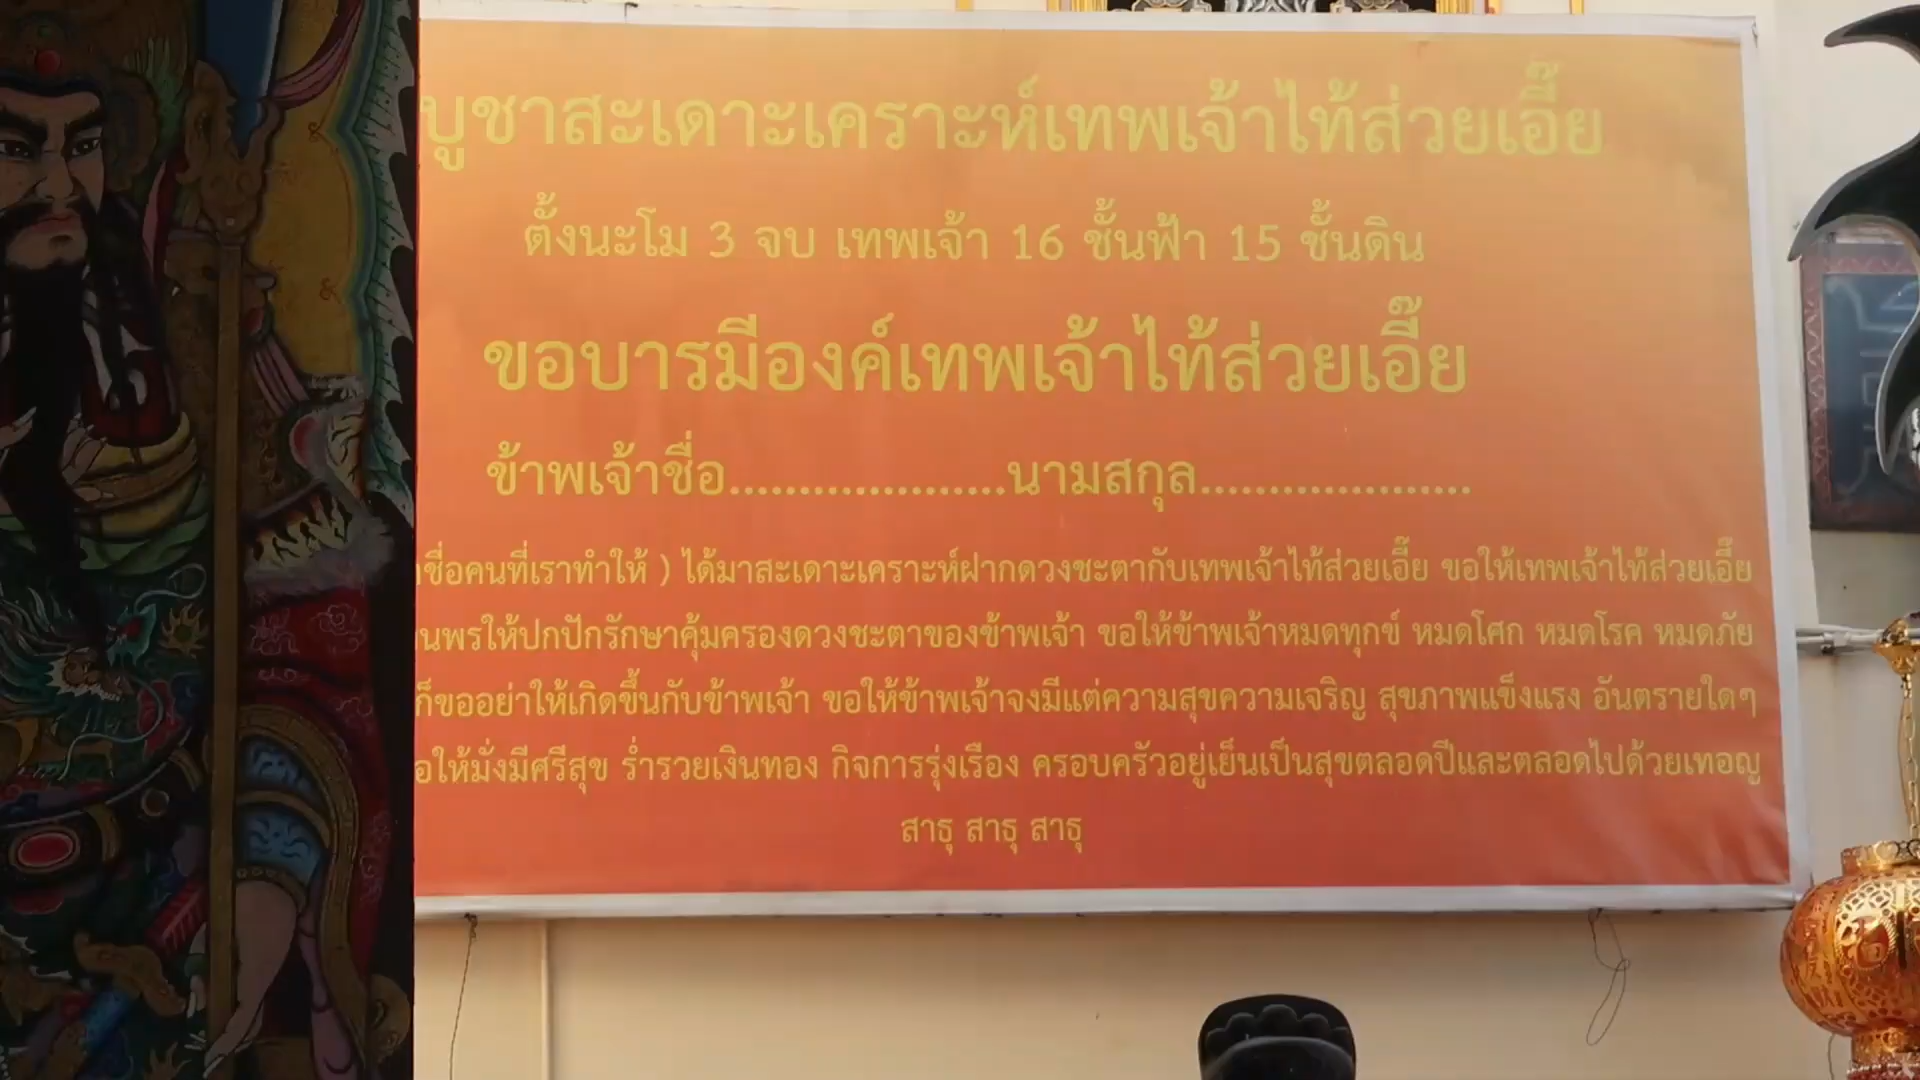 บูชาสะเดาะเคราะห์เทพเจ้าไท้ส่วยเอี๊ย
ตั้งนะโม 3 จบ เทพเจ้า 16 ชั้นฟ้า 15 ชั้นดิน
ขอบารมีองค์เทพเจ้าไท้ส่วยเอี๊ย
ข้าพเจ้าชื่อ....................นามสกุล....................
ชื่อคนที่เราทำให้ ) ได้มาสะเดาะเคราะห์ฝากดวงชะตากับเทพเจ้าไท้ส่วยเอี๊ย ขอให้เทพเจ้าไท้ส่วยเอี๊ย
นพรให้ปกปักรักษาคุ้มครองดวงชะตาของข้าพเจ้า ขอให้ข้าพเจ้าหมดทุกข์ หมดโศก หมดโรค หมดภัย
ก็ขออย่าให้เกิดขึ้นกับข้าพเจ้า ขอให้ข้าพเจ้าจงมีแต่ความสุขความเจริญ สุขภาพแข็งแรง อันตรายใดๆ
อให้มั่งมีศรีสุข ร่ำรวยเงินทอง กิจการรุ่งเรือง ครอบครัวอยู่เย็นเป็นสุขตลอดปีและตลอดไปด้วยเทอญ
สาธุ สาธุ สาธุ